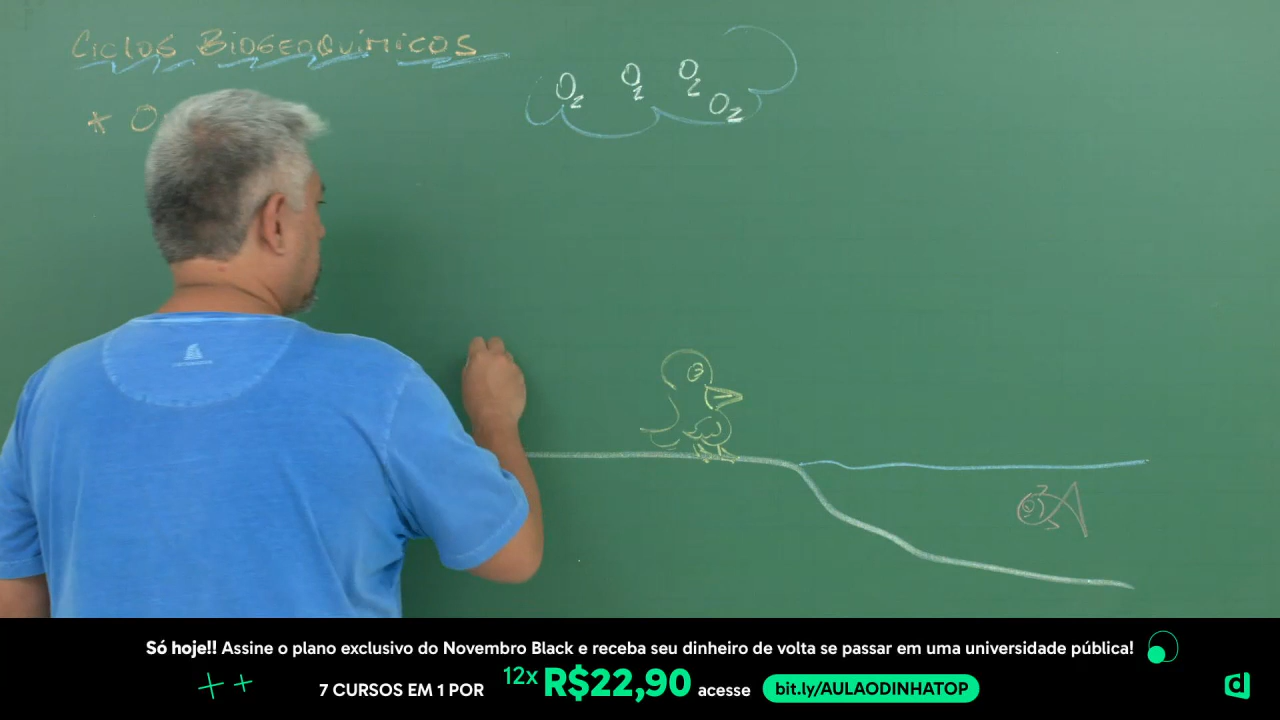 CICLOS BIOGEOQUÍMICOS
* O
O2 O2 O2
O2
Só hoje!! Assine o plano exclusivo do Novembro Black e receba seu dinheiro de volta se passar em uma universidade pública!
7 CURSOS EM 1 POR 12x R$22,90 acesse bit.ly/AULAODINHATOP
d